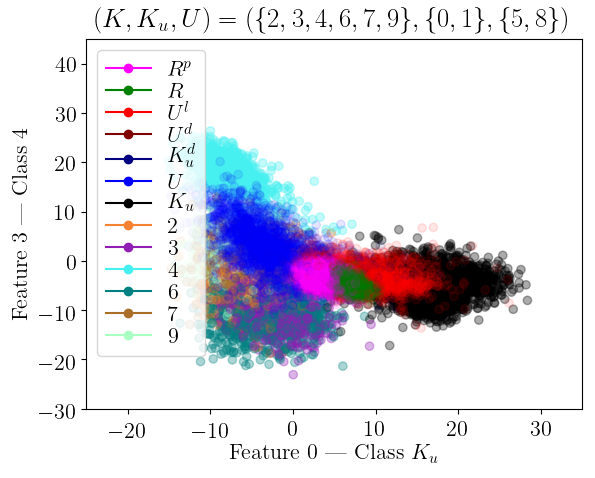 (K, K_u, U) = ({2, 3, 4, 6, 7, 9}, {0, 1}, {5, 8})
Feature 3 — Class 4
40
30
20
10
0
−10
−20
−30
R^p
R
U^l
U^d
K_u^d
U
K_u
2
3
4
6
7
9
−20 −10 0 10 20 30
Feature 0 — Class K_u